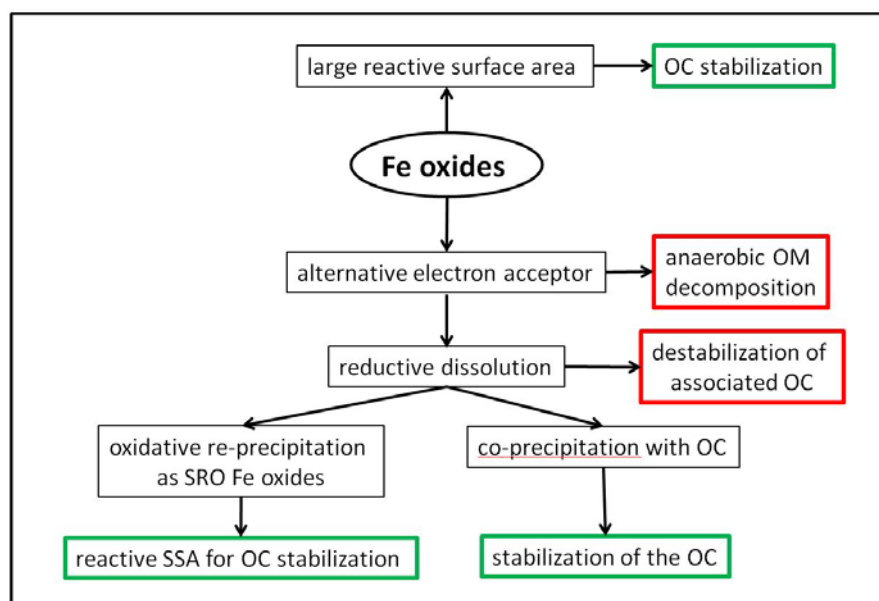 large reactive surface area
OC stabilization
Fe oxides
alternative electron acceptor
anaerobic OM
decomposition
reductive dissolution
destabilization of
associated OC
oxidative re-precipitation
as SRO Fe oxides
co-precipitation with OC
reactive SSA for OC stabilization
stabilization of the OC